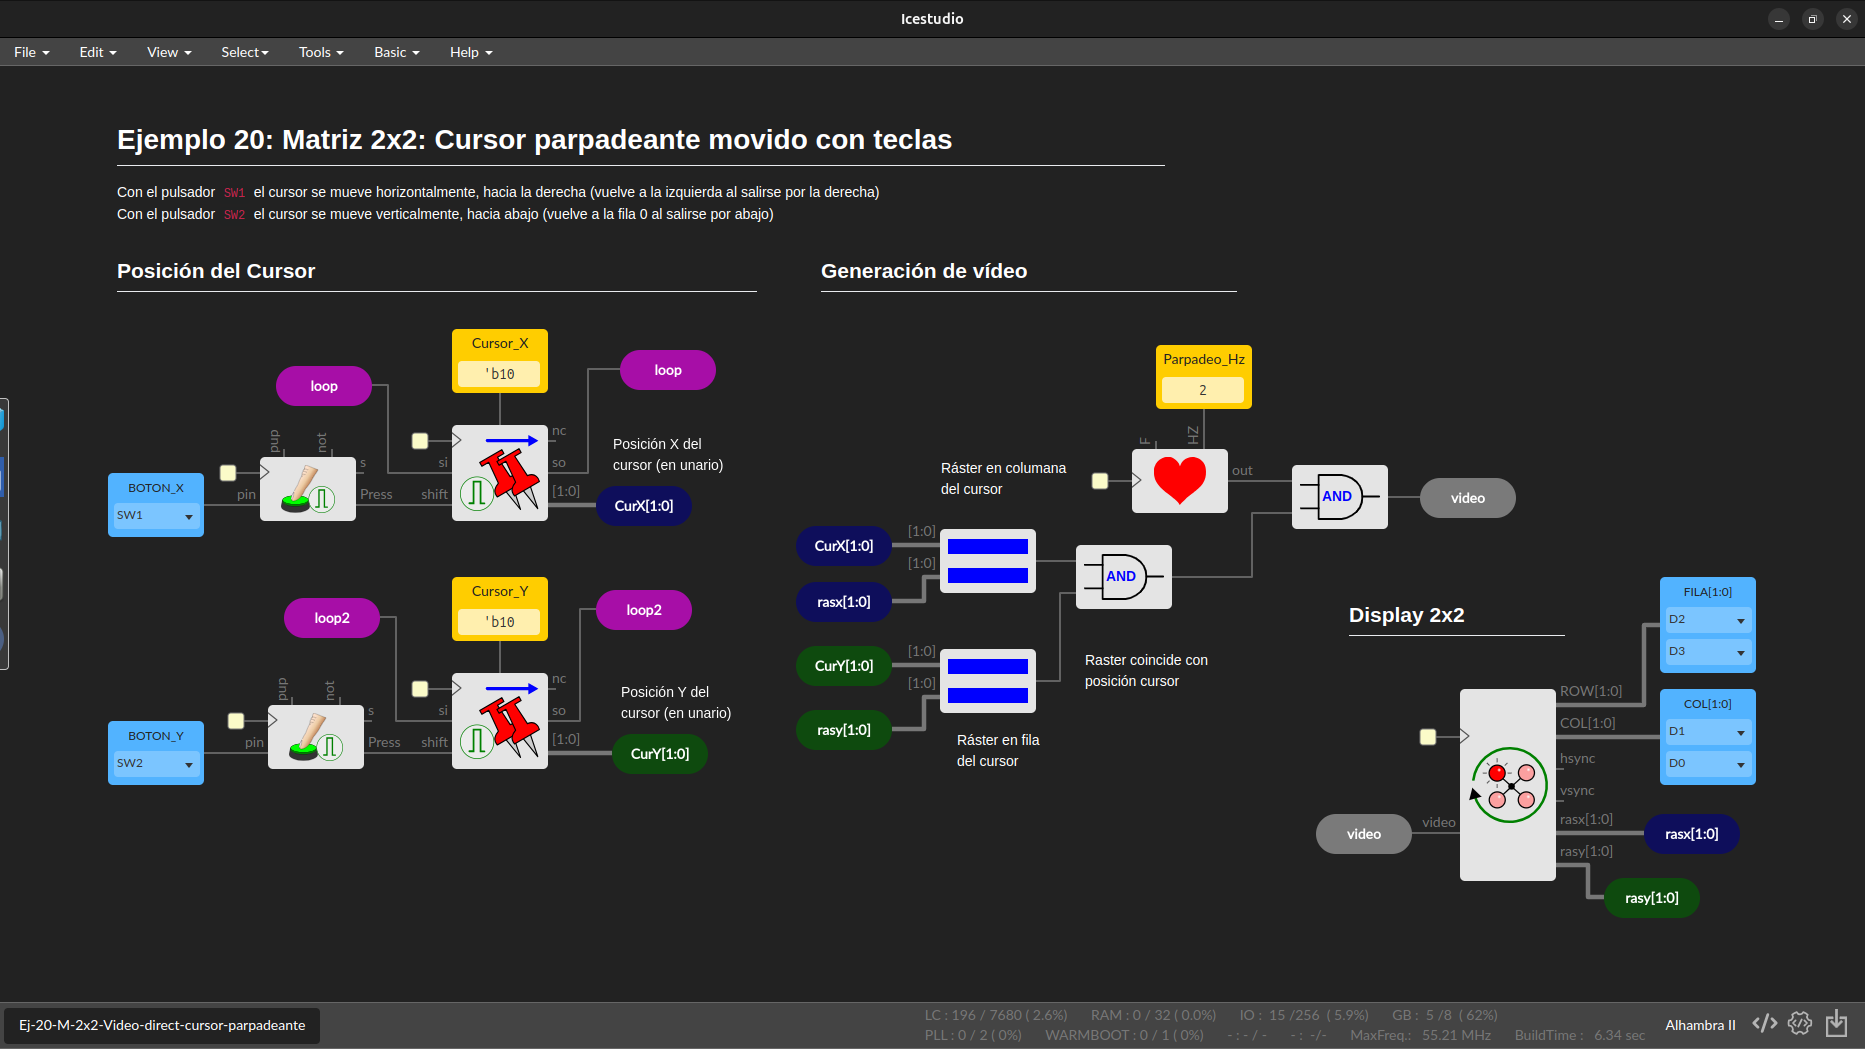 Icestudio
File
Edit
View
Select
Tools
Basic
Help
Ejemplo 20: Matriz 2x2: Cursor parpadeante movido con teclas
Con el pulsador SW1 el cursor se mueve horizontalmente, hacia la derecha (vuelve a la izquierda al salirse por la derecha)
Con el pulsador SW2 el cursor se mueve verticalmente, hacia abajo (vuelve a la fila 0 al salirse por abajo)
Posición del Cursor
loop
Cursor_X
'b10
loop
pup
not
s
pin
Press
BOTON_X
SW1
si
shift
nc
so
[1:0]
Posición X del
cursor (en unario)
CurX[1:0]
loop2
Cursor_Y
'b10
loop2
pup
not
s
pin
Press
BOTON_Y
SW2
si
shift
nc
so
[1:0]
Posición Y del
cursor (en unario)
CurY[1:0]
Generación de vídeo
Parpadeo_Hz
2
F
HZ
out
Ráster en columana
del cursor
AND
video
CurX[1:0]
[1:0]
rasx[1:0]
[1:0]
AND
CurY[1:0]
[1:0]
rasy[1:0]
[1:0]
Raster coincide con
posición cursor
Ráster en fila
del cursor
Display 2x2
FILA[1:0]
D2
D3
COL[1:0]
D1
D0
ROW[1:0]
COL[1:0]
hsync
vsync
rasx[1:0]
rasy[1:0]
video
video
rasx[1:0]
rasy[1:0]
Ej-20-M-2x2-Video-direct-cursor-parpadeante
LC : 196 / 7680 ( 2.6%) RAM : 0 / 32 ( 0.0%) IO : 15 /256 ( 5.9%) GB : 5 /8 ( 62%)
PLL : 0 / 2 ( 0%) WARMBOOT : 0 / 1 ( 0%) - : - / - - : -/- MaxFreq.: 55.21 MHz BuildTime : 6.34 sec
Alhambra II